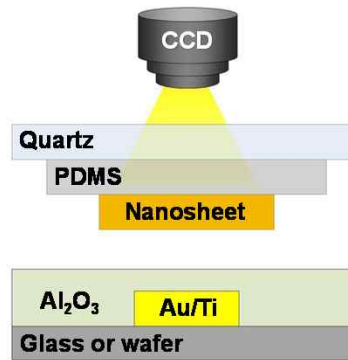 CCD
Quartz
PDMS
Nanosheet
Al₂O₃
Au/Ti
Glass or wafer